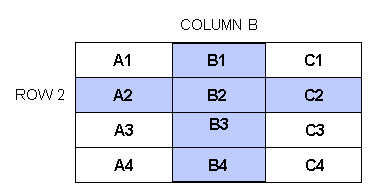 COLUMN B
A1 B1 C1
ROW 2 A2 B2 C2
A3 B3 C3
A4 B4 C4